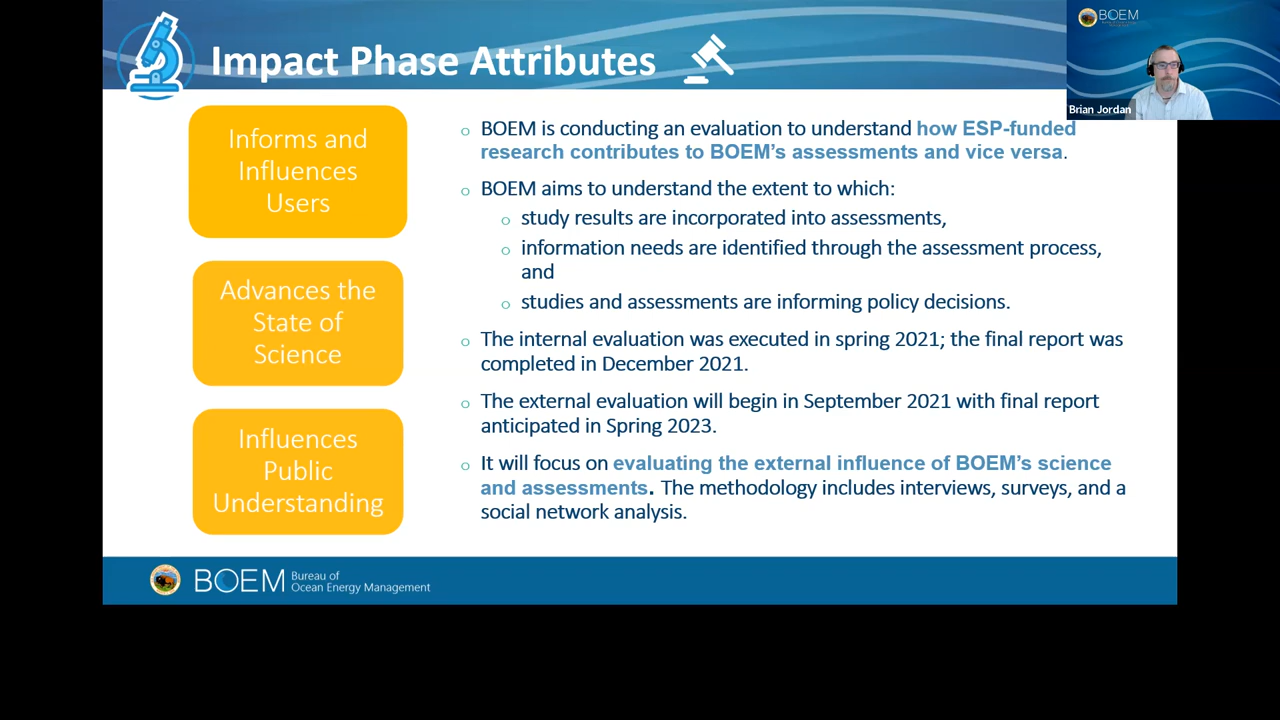 Impact Phase Attributes
BOEM
Brian Jordan
Informs and
Influences
Users
Advances the
State of
Science
Influences
Public
Understanding
o BOEM is conducting an evaluation to understand how ESP-funded
research contributes to BOEM's assessments and vice versa.
o BOEM aims to understand the extent to which:
o study results are incorporated into assessments,
o information needs are identified through the assessment process,
and
o studies and assessments are informing policy decisions.
o The internal evaluation was executed in spring 2021; the final report was
completed in December 2021.
o The external evaluation will begin in September 2021 with final report
anticipated in Spring 2023.
o It will focus on evaluating the external influence of BOEM's science
and assessments. The methodology includes interviews, surveys, and a
social network analysis.
BOEM Bureau of
Ocean Energy Management